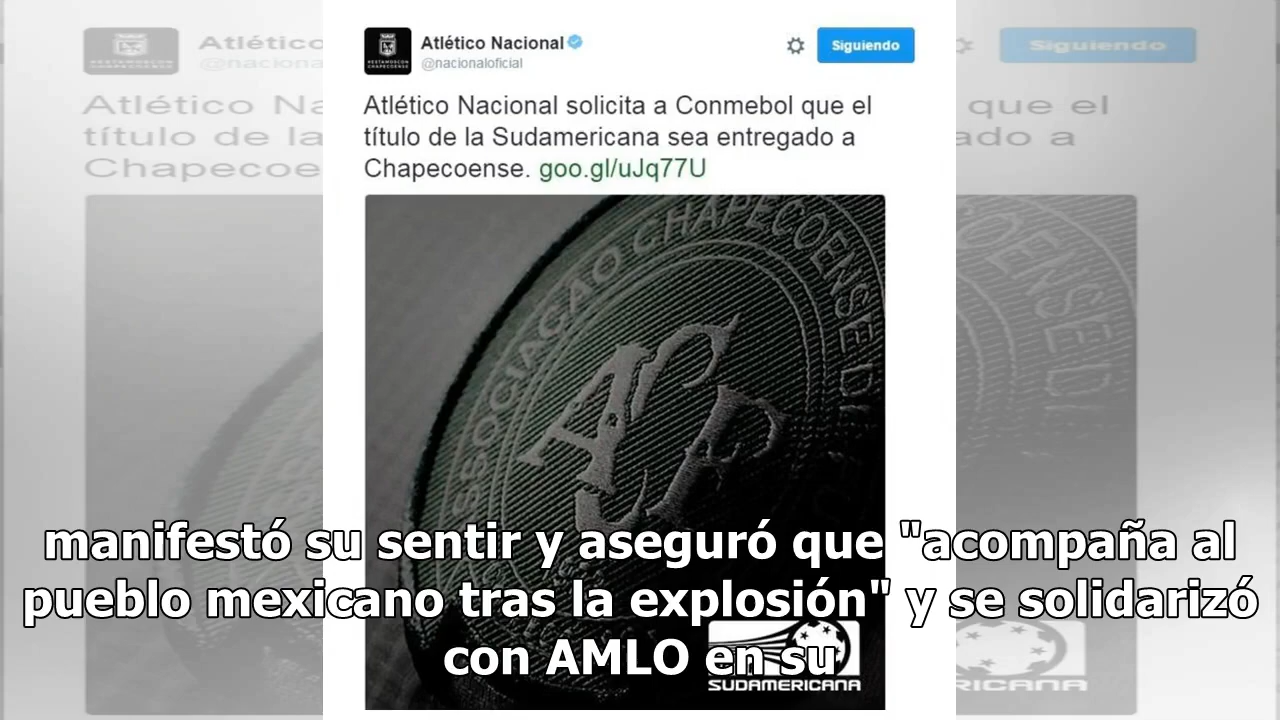 Atlético Nacional
@nacionaloficial
Siguiendo
Atlético Nacional solicita a Conmebol que el
título de la Sudamericana sea entregado a
Chapecoense. goo.gl/uJq77U
ASSOCIAÇÃO CHAPECOENSE DE
ACF
manifestó su sentir y aseguró que "acompaña al
pueblo mexicano tras la explosión" y se solidarizó
con AMLO en su
SUDAMERICANA